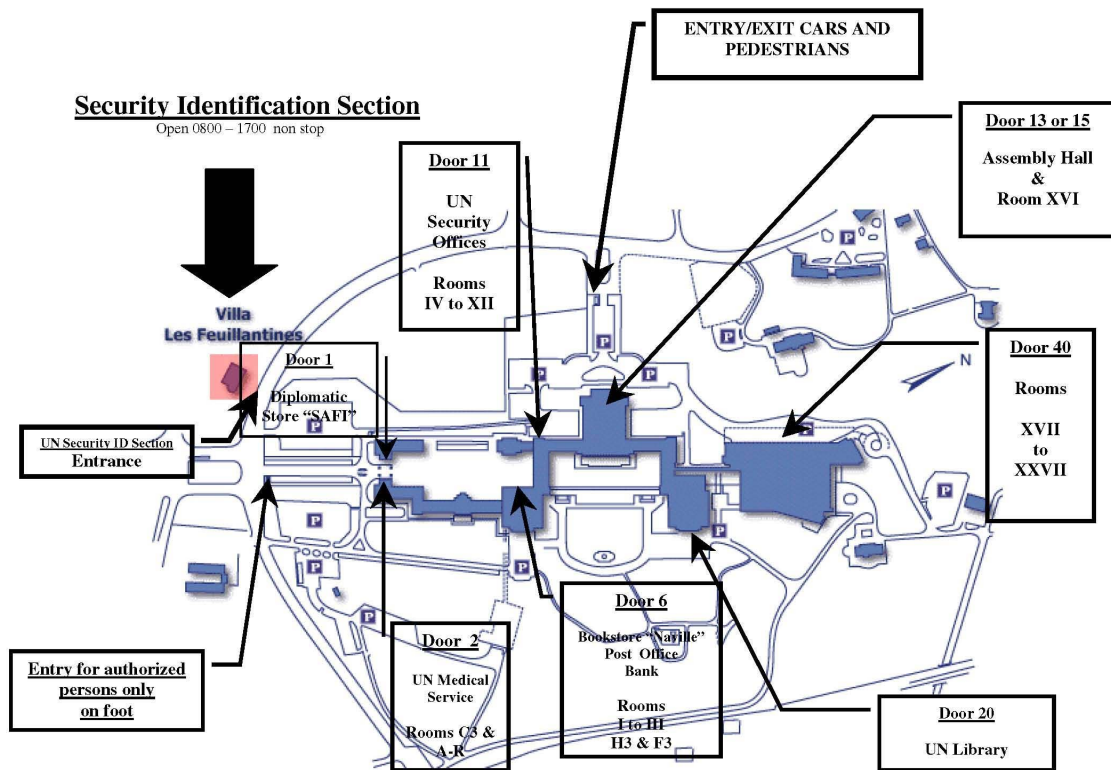 ENTRY/EXIT CARS AND
PEDESTRIANS
Security Identification Section
Open 0800 – 1700 non stop
Door 13 or 15
Assembly Hall
&
Room XVI
Door 11
UN
Security
Offices
Rooms
IV to XII
Villa
Les Feuillantines
Door 1
Diplomatic
Store “SAFI”
Door 40
Rooms
XVII
to
XXVII
N
UN Security ID Section
Entrance
P
P
P
P
P
P
P
P
P
P
P
P
P
P
Entry for authorized
persons only
on foot
Door 2
UN Medical
Service
Rooms C3 &
A-R
Door 6
Bookstore “Naville”
Post Office
Bank
Rooms
I to III
H3 & F3
Door 20
UN Library